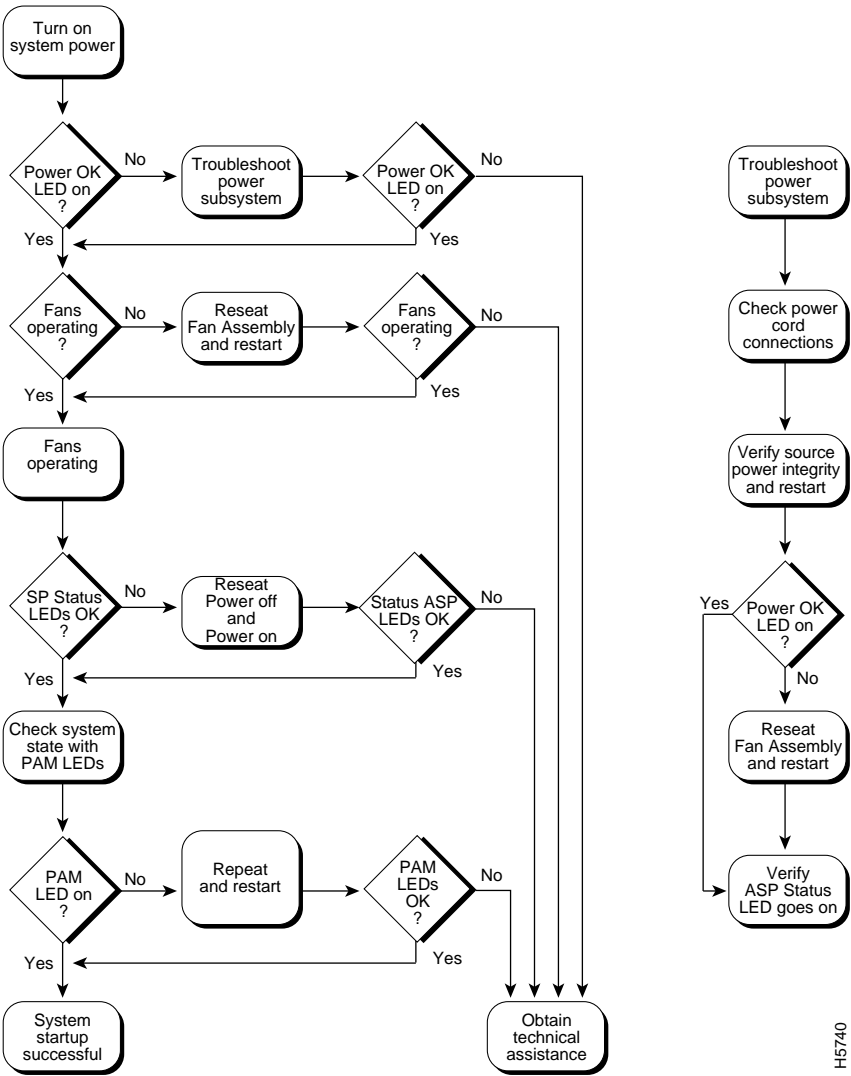 Turn on
system power
Power OK
LED on
?
No
Troubleshoot
power
subsystem
Power OK
LED on
?
No
Yes
Yes
Fans
operating
?
No
Reseat
Fan Assembly
and restart
Fans
operating
?
No
Yes
Yes
Fans
operating
SP Status
LEDs OK
?
No
Reseat
Power off
and
Power on
Status ASP
LEDs OK
?
No
Yes
Yes
Check system
state with
PAM LEDs
PAM
LED on
?
No
Repeat
and restart
PAM
LEDs
OK
?
No
Yes
Yes
System
startup
successful
Obtain
technical
assistance
Troubleshoot
power
subsystem
Check power
cord
connections
Verify source
power integrity
and restart
Yes
Power OK
LED on
?
No
Reseat
Fan Assembly
and restart
Verify
ASP Status
LED goes on
H5740